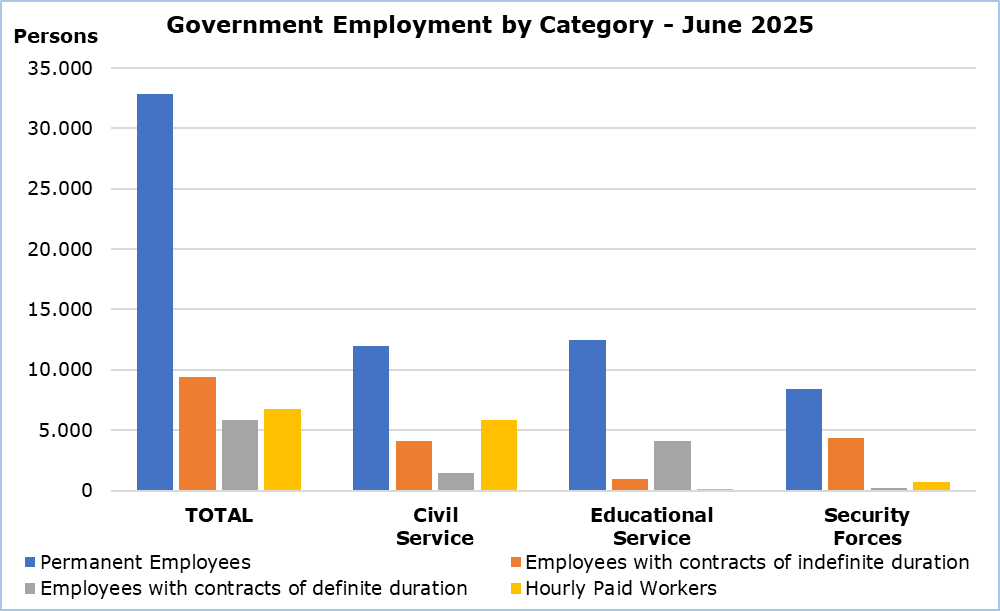 Government Employment by Category - June 2025
Persons
35.000
30.000
25.000
20.000
15.000
10.000
5.000
0
TOTAL
Civil
Service
Educational
Service
Security
Forces
Permanent Employees
Employees with contracts of indefinite duration
Employees with contracts of definite duration
Hourly Paid Workers